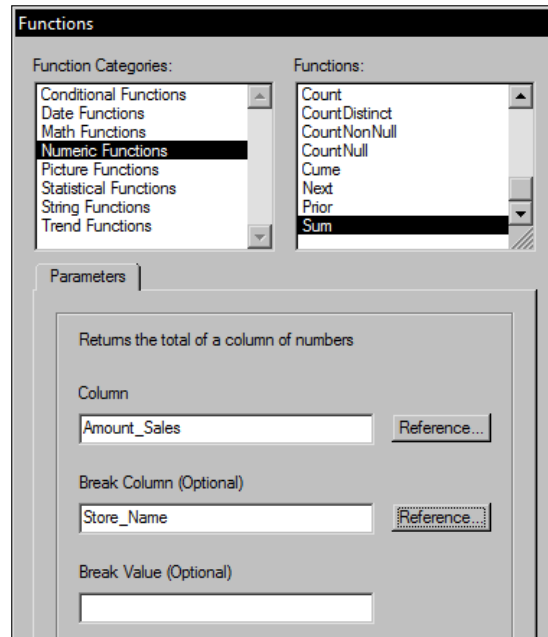 Functions
Function Categories:
Functions:
Conditional Functions
Date Functions
Math Functions
Numeric Functions
Picture Functions
Statistical Functions
String Functions
Trend Functions
Count
CountDistinct
CountNonNull
CountNull
Cume
Next
Prior
Sum
Parameters
Returns the total of a column of numbers
Column
Amount_Sales
Reference...
Break Column (Optional)
Store_Name
Reference...
Break Value (Optional)